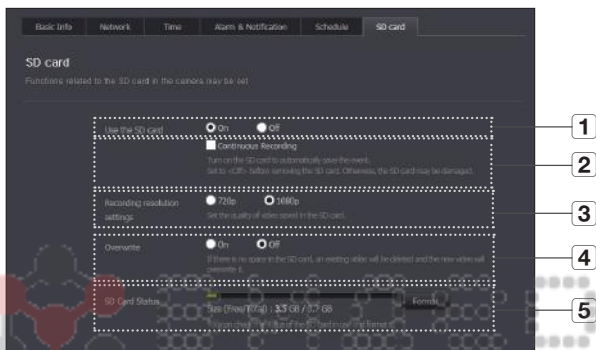 Basic Info Network Time Alarm & Notification Schedule SD card
SD card
Functions related to the SD card in the camera may be set
Use the SD card On Off
1
Continuous Recording
Turn on the SD card to automatically save the event.
Set to <Off> before removing the SD card. Otherwise, the SD card may be damaged.
2
Recording resolution settings 720p 1080p
Set the quality of video saved in the SD card.
3
Overwrite On Off
If there is no space in the SD card, an existing video will be deleted and the new video will
overwrite it.
4
SD Card Status
Size (Free/Total) : 3.3 GB / 3.7 GB
Format
5